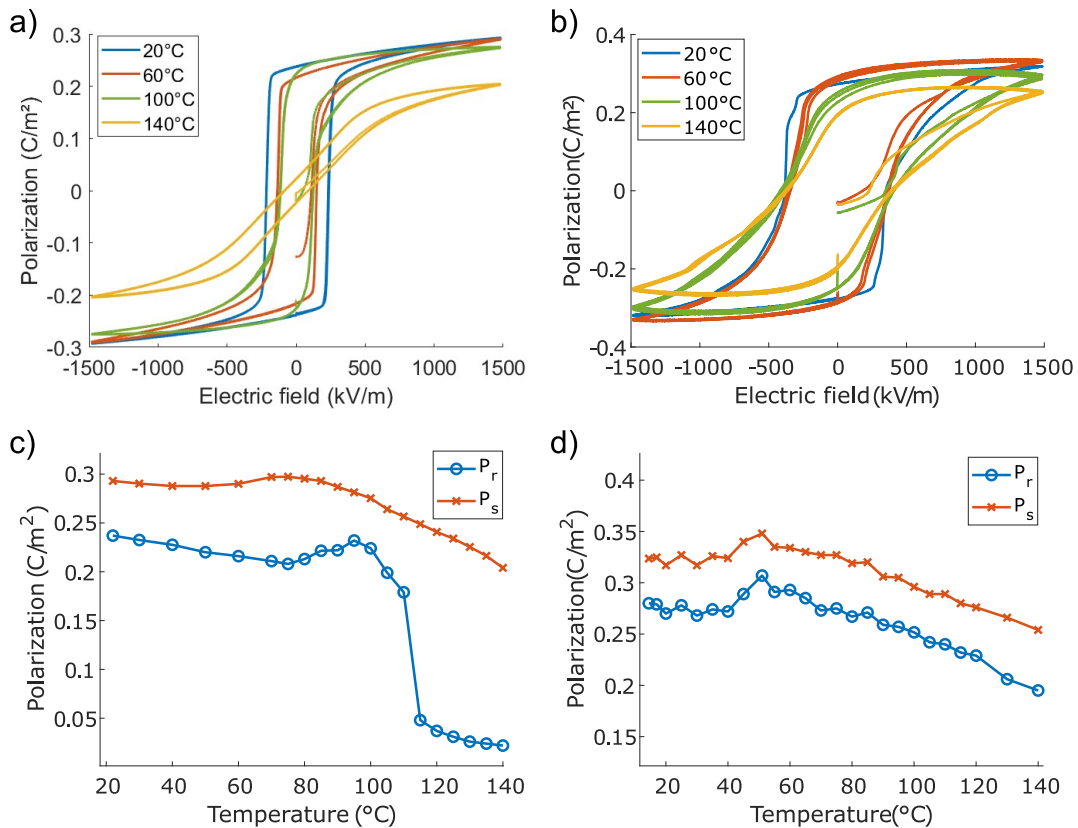 a)
0.3
0.2
0.1
0
-0.1
-0.2
-0.3
Polarization (C/m²)
20°C
60°C
100°C
140°C
-1500 -1000 -500 0 500 1000 1500
Electric field (kV/m)
b)
0.4
0.2
0
-0.2
-0.4
Polarization(C/m²)
20°C
60°C
100°C
140°C
-1500 -1000 -500 0 500 1000 1500
Electric field(kV/m)
c)
0.3
0.25
0.2
0.15
0.1
0.05
Polarization (C/m²)
Pr
Ps
20 40 60 80 100 120 140
Temperature (°C)
d)
0.4
0.35
0.3
0.25
0.2
0.15
Polarization(C/m²)
Pr
Ps
20 40 60 80 100 120 140
Temperature(°C)